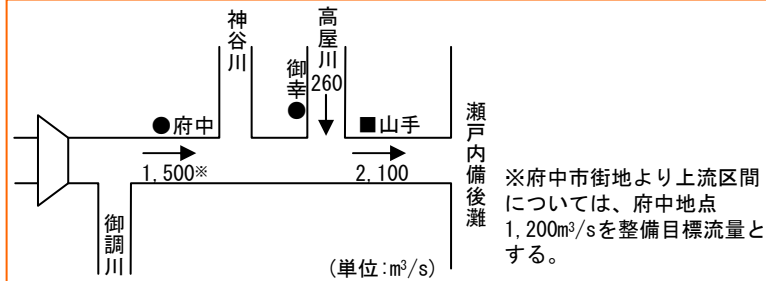 神谷川
高屋川
260
御幸●
●府中
■山手
1,500※
2,100
瀬戸内備後灘
御調川
(単位:m³/s)
※府中市街地より上流区間
については、府中地点
1,200m³/sを整備目標流量と
する。